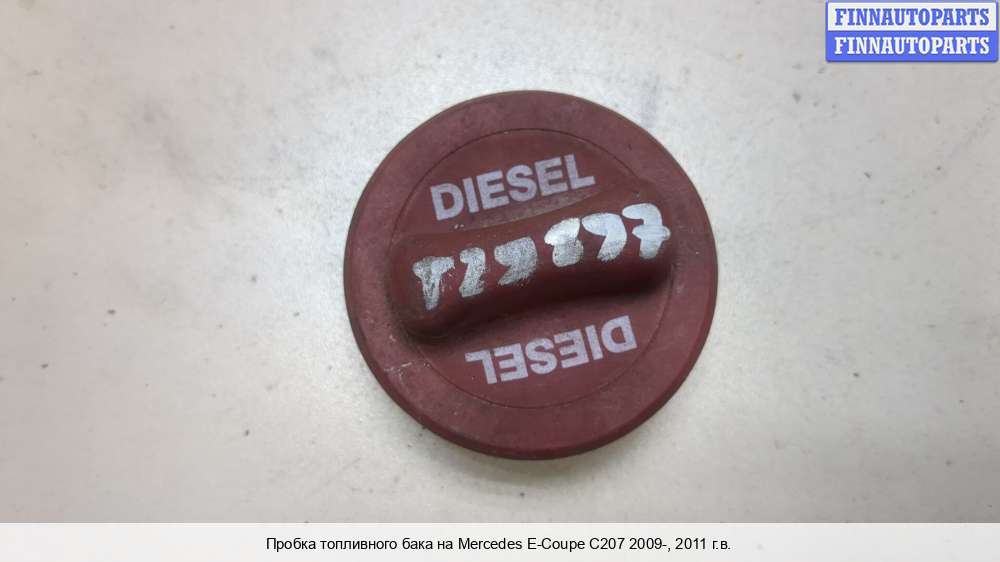 FINNAUTOPARTS
FINNAUTOPARTS
DIESEL
T29897
DIESEL
Пробка топливного бака на Mercedes E-Coupe C207 2009-, 2011 г.в.